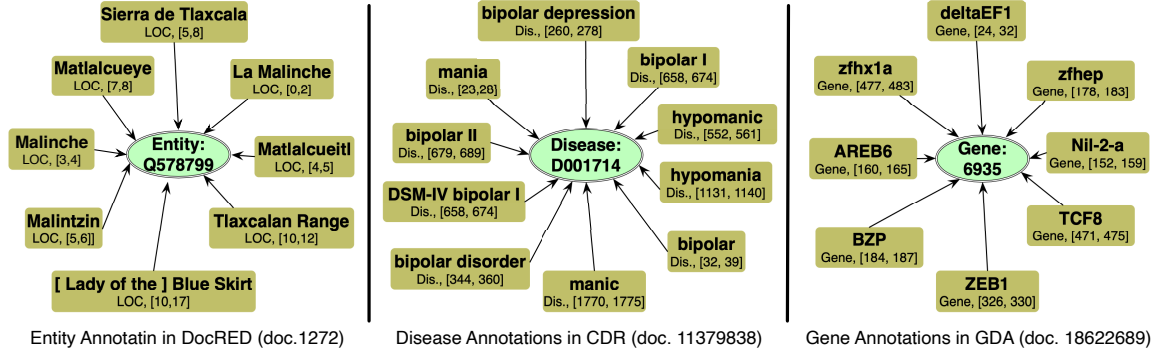 Sierra de Tlaxcala
LOC, [5,8]
Matlalcueye
LOC, [7,8]
La Malinche
LOC, [0,2]
Malinche
LOC, [3,4]
Entity:
Q578799
Matlalcueitl
LOC, [4,5]
Malintzin
LOC, [5,6]]
Tlaxcalan Range
LOC, [10,12]
[ Lady of the ] Blue Skirt
LOC, [10,17]
Entity Annotatin in DocRED (doc.1272)
bipolar depression
Dis., [260, 278]
mania
Dis., [23,28]
bipolar I
Dis., [658, 674]
hypomanic
Dis., [552, 561]
bipolar II
Dis., [679, 689]
Disease:
D001714
hypomania
Dis., [1131, 1140]
DSM-IV bipolar I
Dis., [658, 674]
bipolar
Dis., [32, 39]
bipolar disorder
Dis., [344, 360]
manic
Dis., [1770, 1775]
Disease Annotations in CDR (doc. 11379838)
deltaEF1
Gene, [24, 32]
zfhx1a
Gene, [477, 483]
zfhep
Gene, [178, 183]
AREB6
Gene, [160, 165]
Gene:
6935
Nil-2-a
Gene, [152, 159]
TCF8
Gene, [471, 475]
BZP
Gene, [184, 187]
ZEB1
Gene, [326, 330]
Gene Annotations in GDA (doc. 18622689)